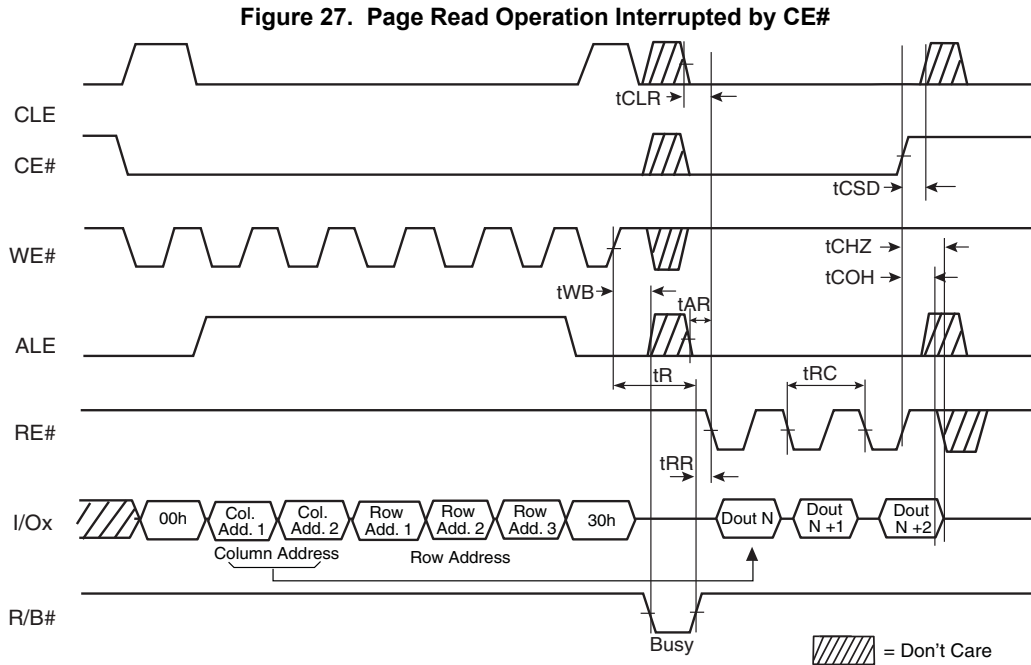 Figure 27. Page Read Operation Interrupted by CE#
CLE
tCLR
CE#
tCSD
WE#
tCHZ
tCOH
tWB
tAR
ALE
tR
tRC
RE#
tRR
I/Ox
00h
Col. Add. 1
Col. Add. 2
Row Add. 1
Row Add. 2
Row Add. 3
30h
Dout N
Dout N +1
Dout N +2
Column Address
Row Address
R/B#
Busy
= Don't Care